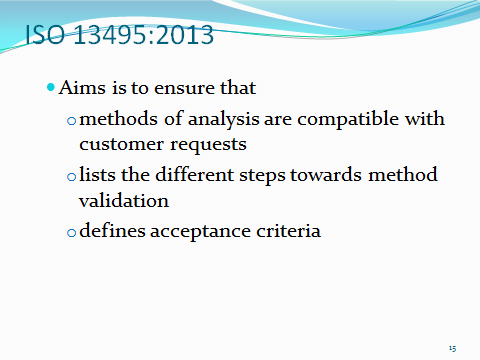 ISO 13495:2013
Aims is to ensure that
methods of analysis are compatible with
customer requests
lists the different steps towards method
validation
defines acceptance criteria
15